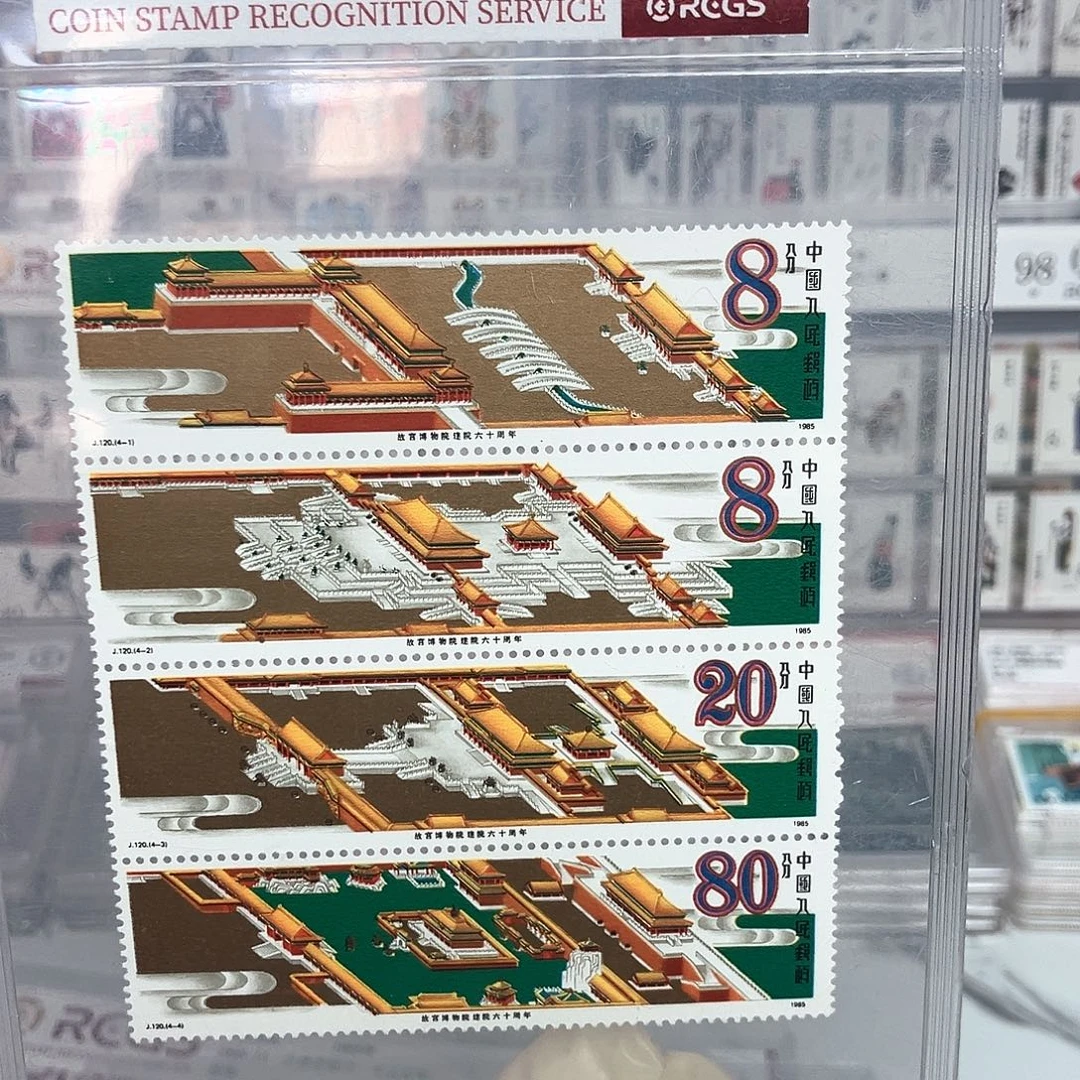 COIN STAMP RECOGNITION SERVICE
RCGS
8分
中國人民郵政
1985
J.120.(4-1)
故宫博物院建院六十周年
8分
中國人民郵政
1985
J.120.(4-2)
故宫博物院建院六十周年
20分
中國人民郵政
1985
J.120.(4-3)
故宫博物院建院六十周年
80分
中國人民郵政
1985
J.120.(4-4)
故宫博物院建院六十周年
98
RCGS